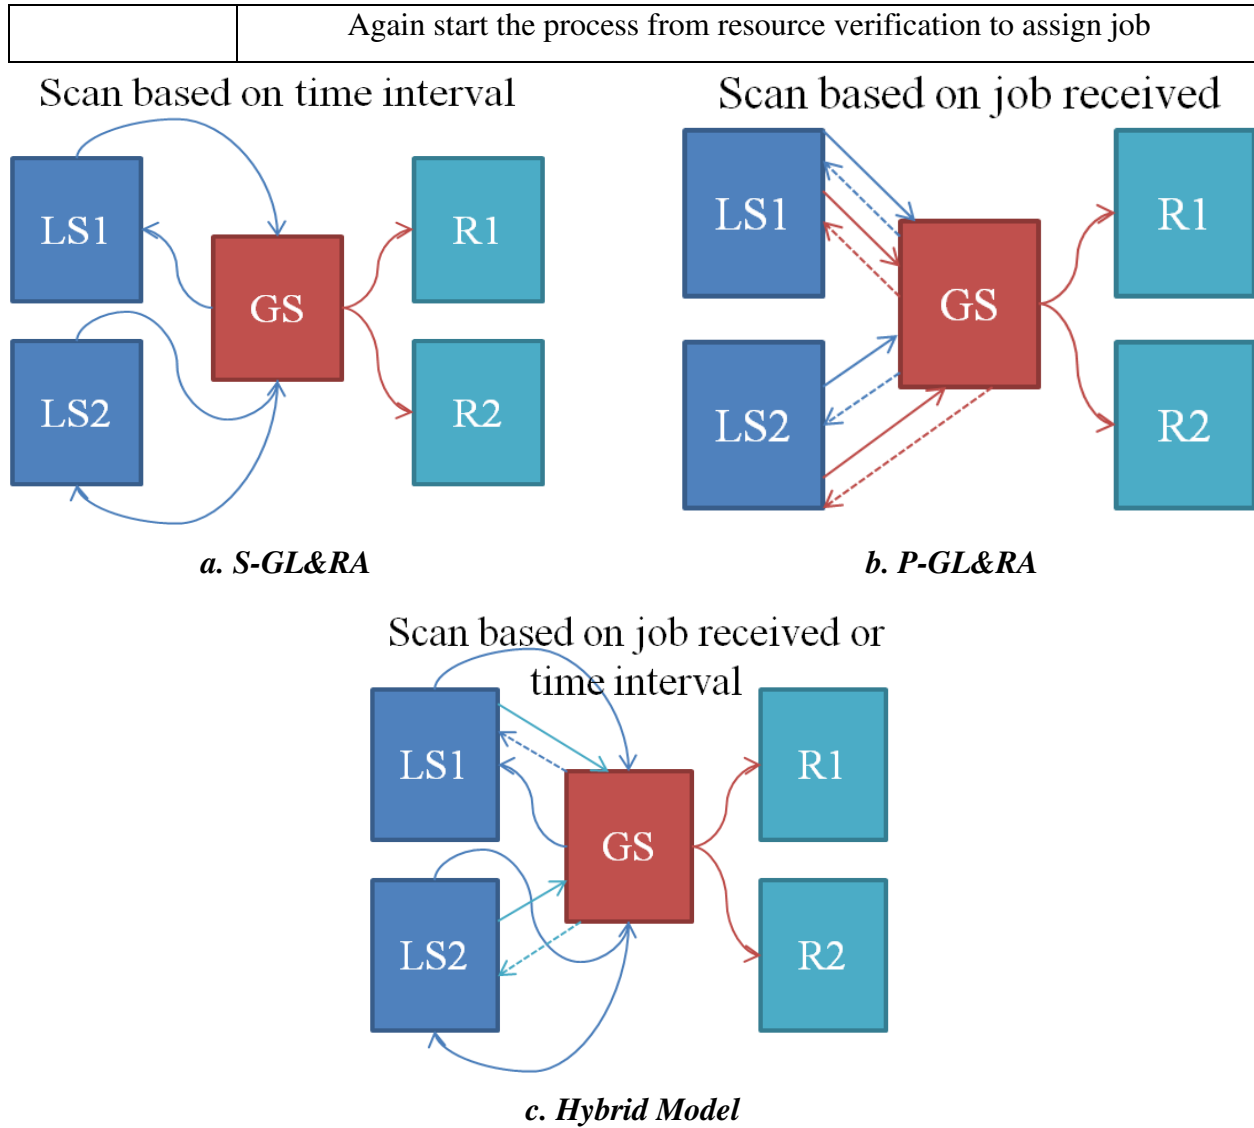 Again start the process from resource verification to assign job
Scan based on time interval
LS1
GS
R1
LS2
R2
a. S-GL&RA
Scan based on job received
LS1
GS
R1
LS2
R2
b. P-GL&RA
Scan based on job received or
time interval
LS1
GS
R1
LS2
R2
c. Hybrid Model